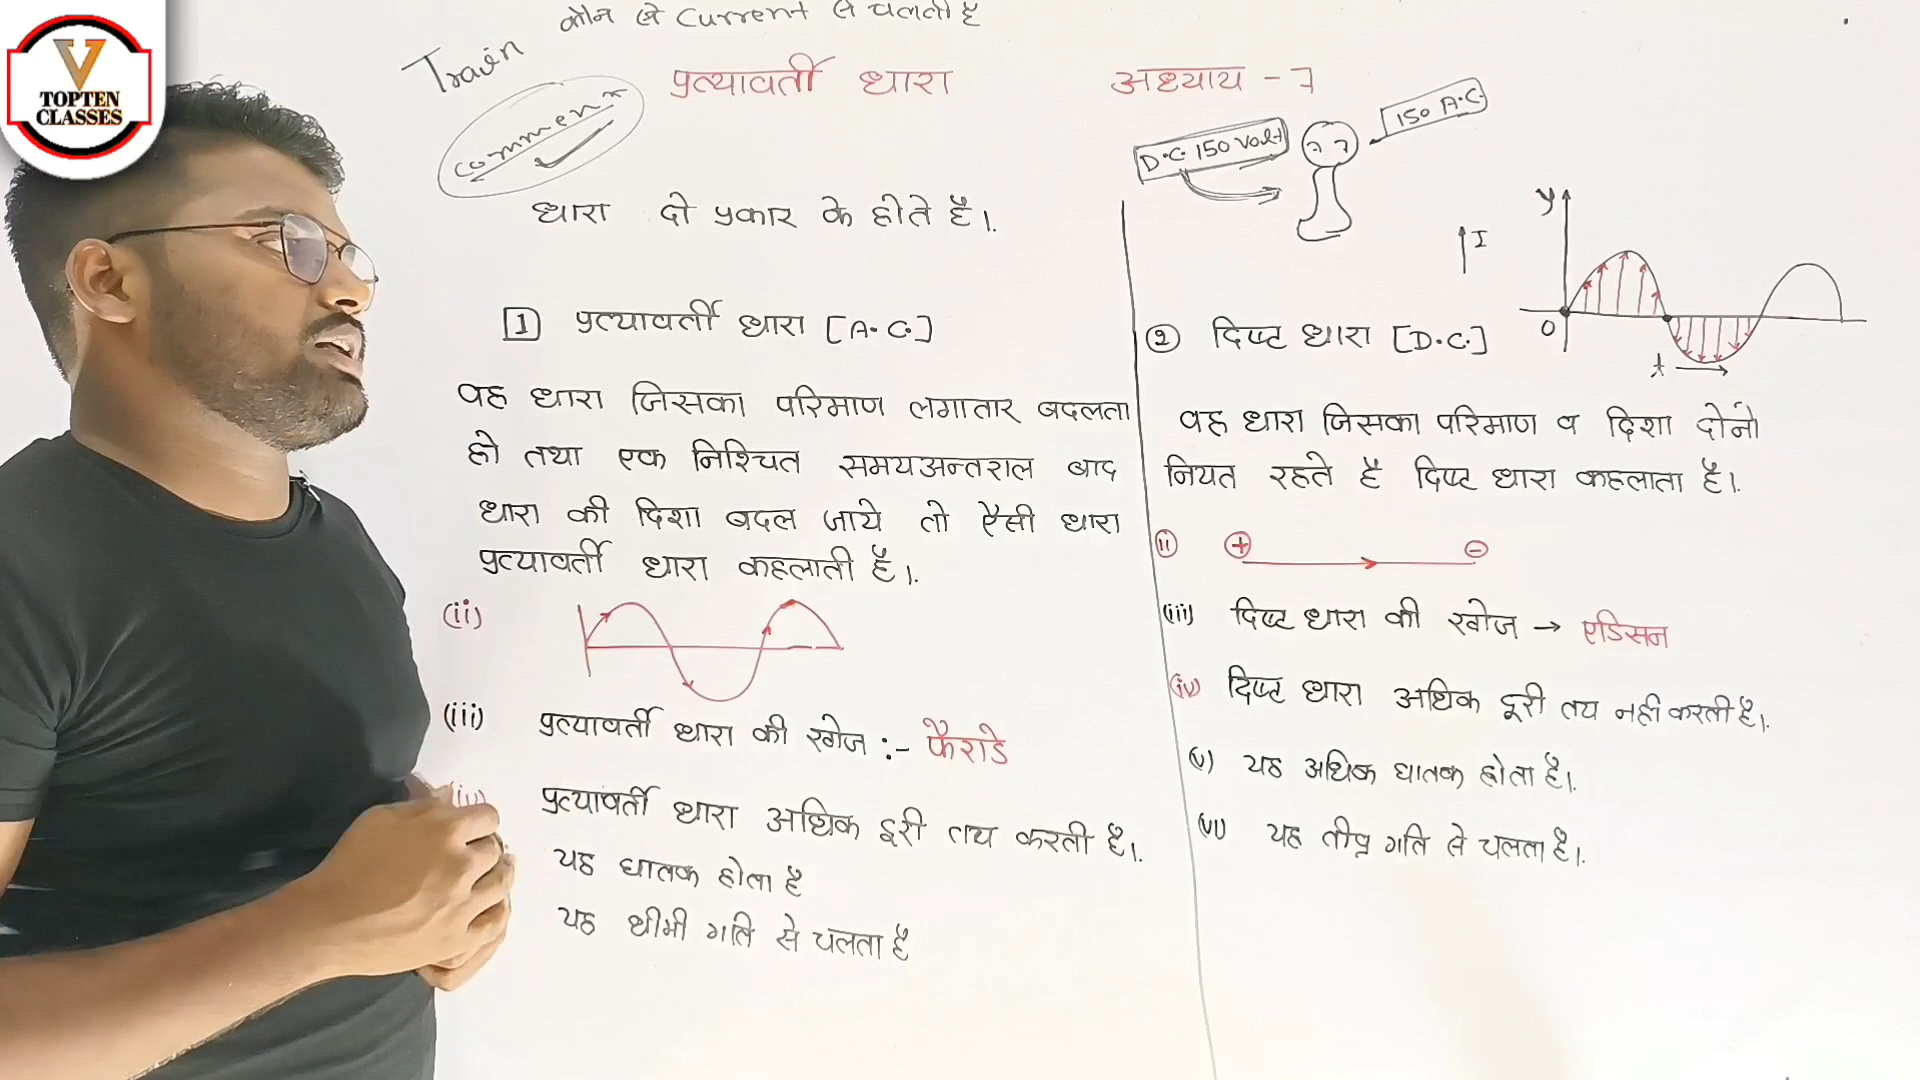 V
TOPTEN
CLASSES
कौन से Current से चलती है
Train
comment
प्रत्यावर्ती धारा
अध्याय - 7
D.C. 150 Volt
150 A.C.
धारा दो प्रकार के होते है।
1 प्रत्यावर्ती धारा [A.C.]
वह धारा जिसका परिमाण लगातार बदलता
हो तथा एक निश्चित समयअन्तराल बाद
धारा की दिशा बदल जाये तो ऐसी धारा
प्रत्यावर्ती धारा कहलाती है।
(ii)
(iii) प्रत्यावर्ती धारा की खोज :- फैराडे
(iv) प्रत्यावर्ती धारा अधिक दूरी तय करती है।
यह घातक होता है
यह धीमी गति से चलता है
y
I
0
t
2 दिष्ट धारा [D.C.]
वह धारा जिसका परिमाण व दिशा दोनो
नियत रहते है दिष्ट धारा कहलाता है।
ii + -
(iii) दिष्ट धारा की खोज → एडिसन
(iv) दिष्ट धारा अधिक दूरी तय नही करती है।
(v) यह अधिक घातक होता है।
(vi) यह तीव्र गति से चलता है।